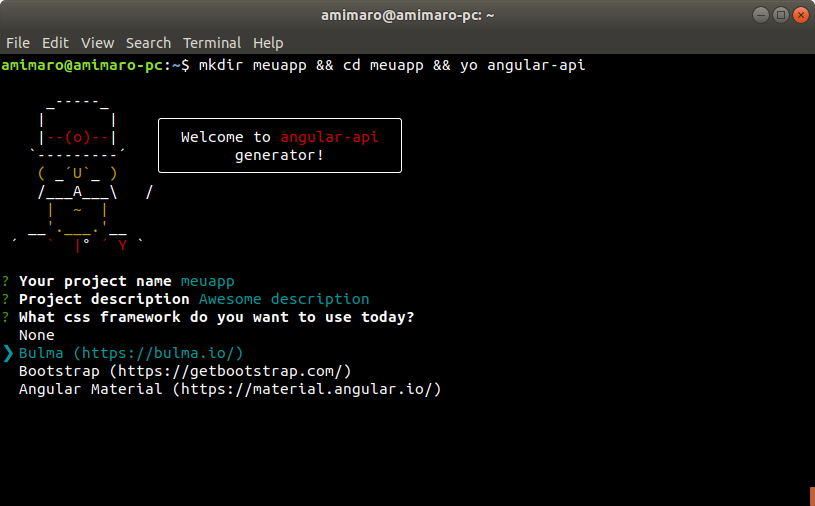 amimaro@amimaro-pc: ~
File Edit View Search Terminal Help
amimaro@amimaro-pc:~$ mkdir meuapp && cd meuapp && yo angular-api
     _-----_
    |       |
    |--(o)--|
   `---------´
    ( _´U`_ )
    /___A___\   /
     |  ~  |
   __'.___.'__
 ´   `  |° ´ Y `
Welcome to angular-api
generator!
? Your project name meuapp
? Project description Awesome description
? What css framework do you want to use today?
  None
❯ Bulma (https://bulma.io/)
  Bootstrap (https://getbootstrap.com/)
  Angular Material (https://material.angular.io/)